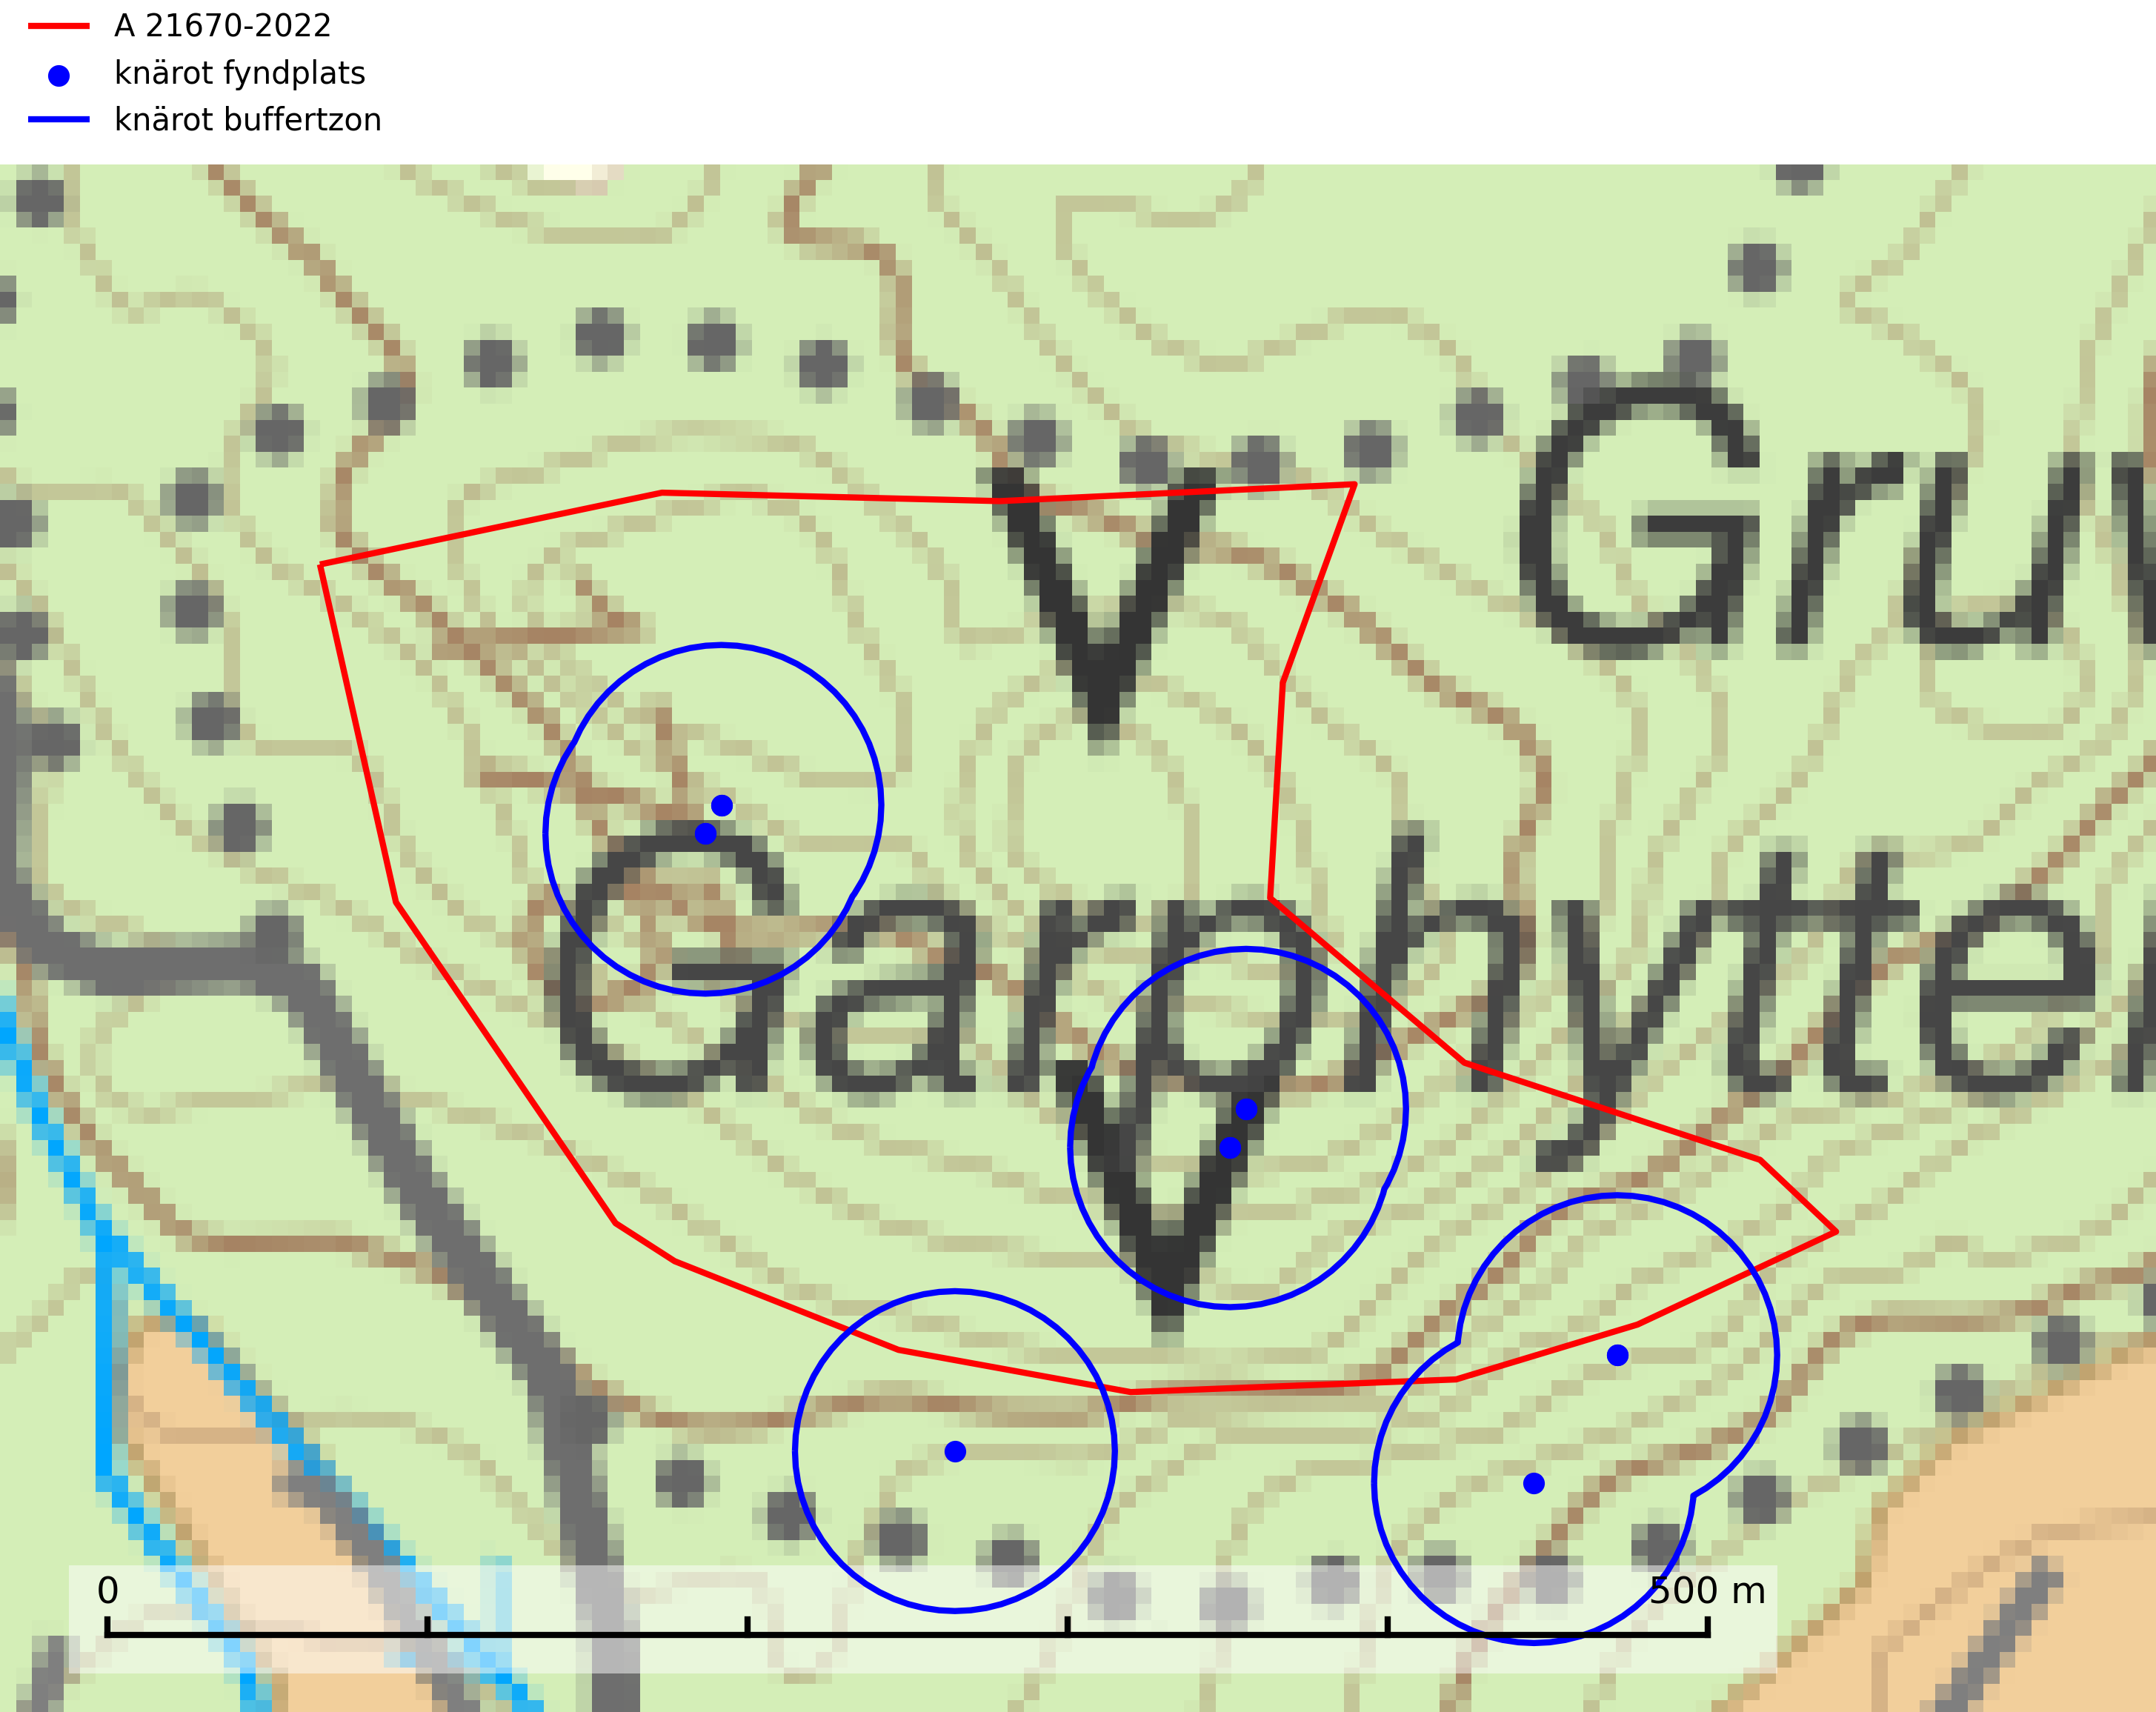 A 21670-2022
knärot fyndplats
knärot buffertzon
V
Gru
Garphytte
V
0
500 m